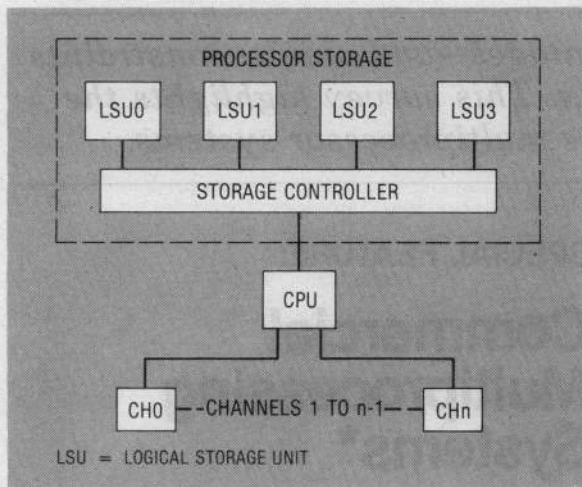 PROCESSOR STORAGE
LSU0 LSU1 LSU2 LSU3
STORAGE CONTROLLER
CPU
CH0 CHANNELS 1 TO n-1 CHn
LSU = LOGICAL STORAGE UNIT